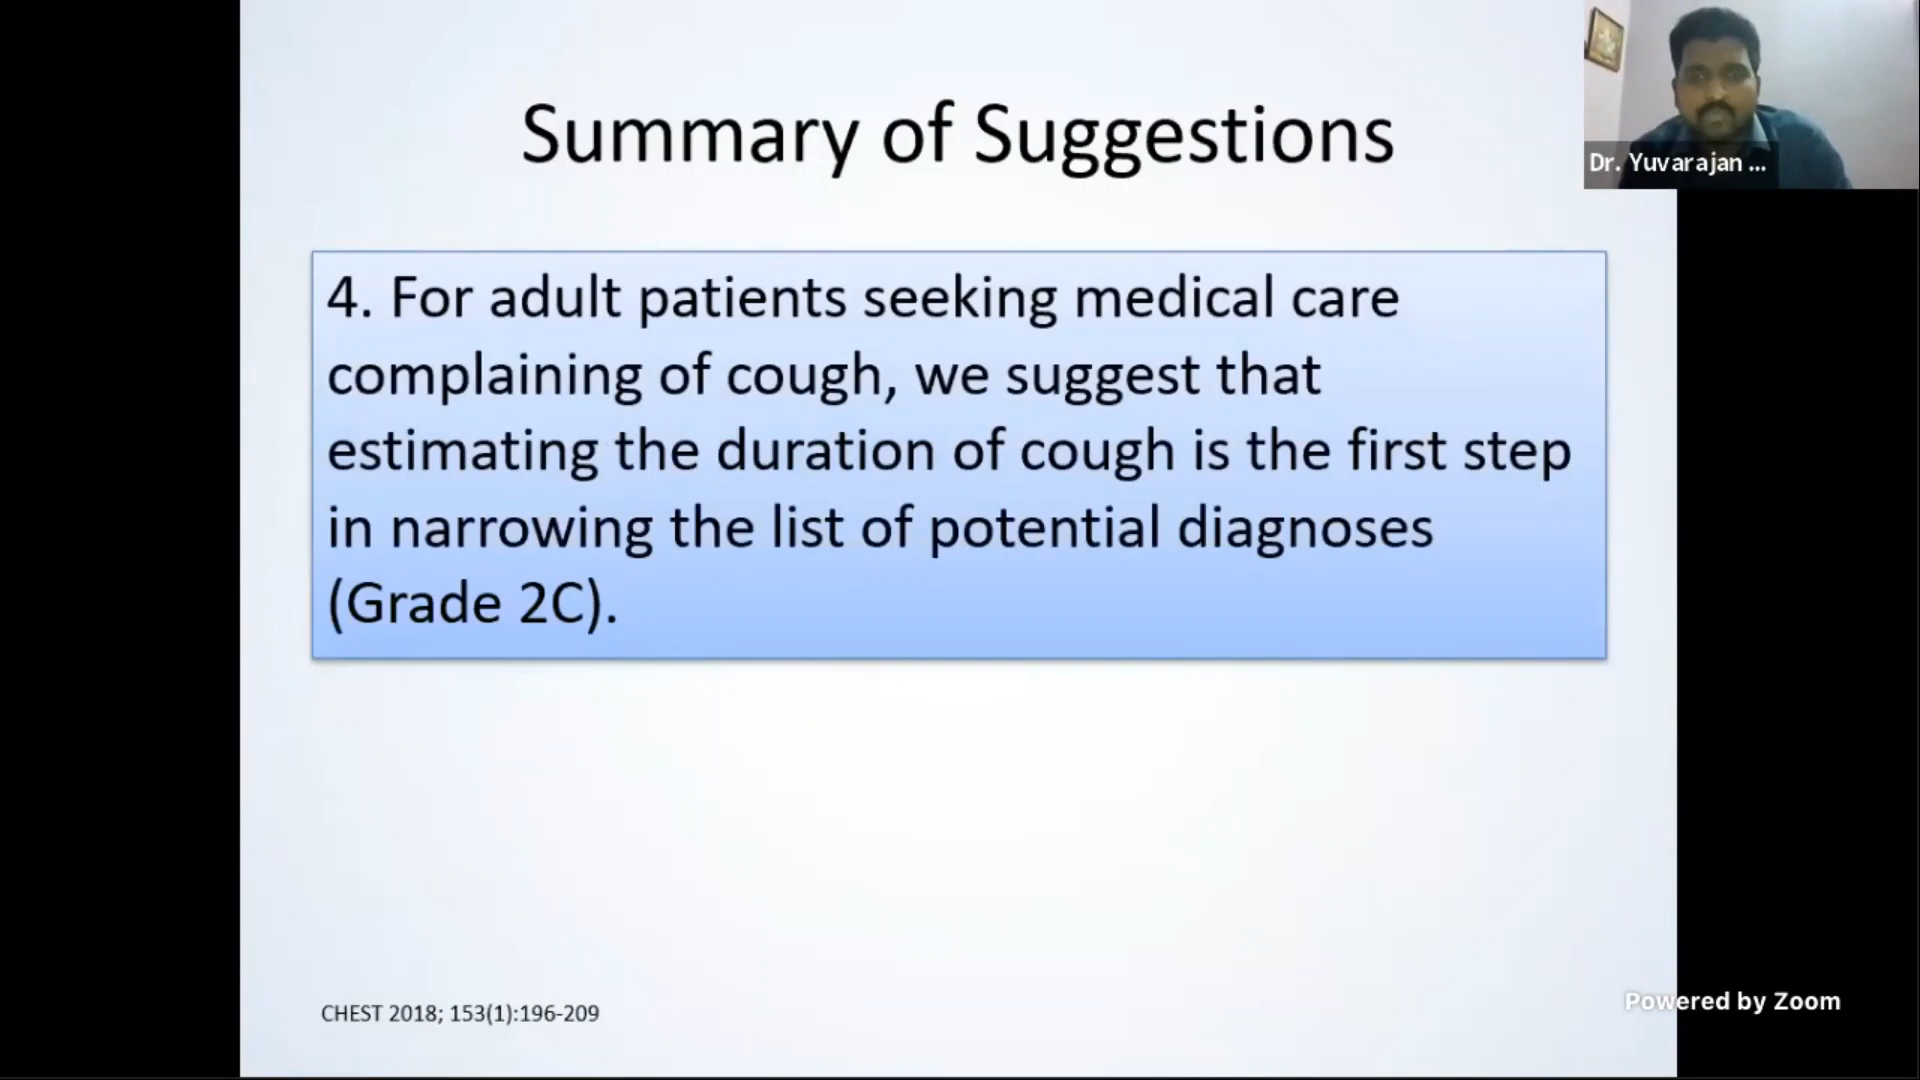 Summary of Suggestions
Dr. Yuvarajan ...
4. For adult patients seeking medical care
complaining of cough, we suggest that
estimating the duration of cough is the first step
in narrowing the list of potential diagnoses
(Grade 2C).
CHEST 2018; 153(1):196-209
Powered by Zoom